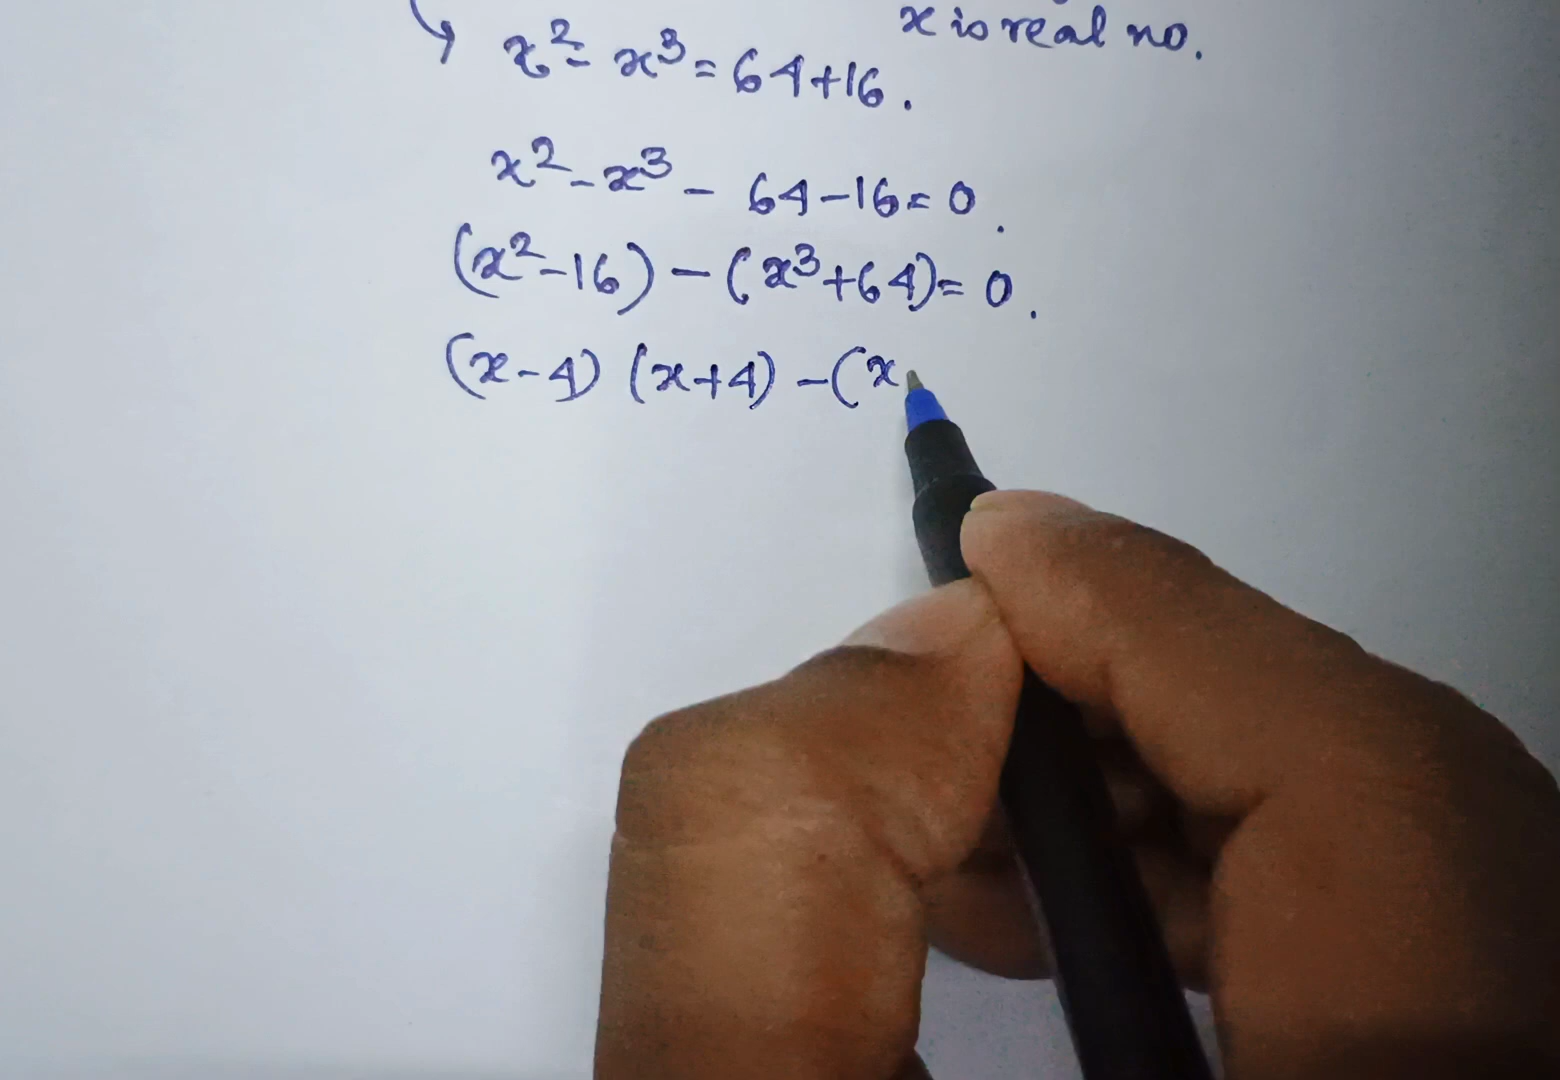 x is real no.
x² - x³ = 64+16.
x² - x³ - 64-16 = 0.
(x²-16) - (x³+64) = 0.
(x-4) (x+4) - (x